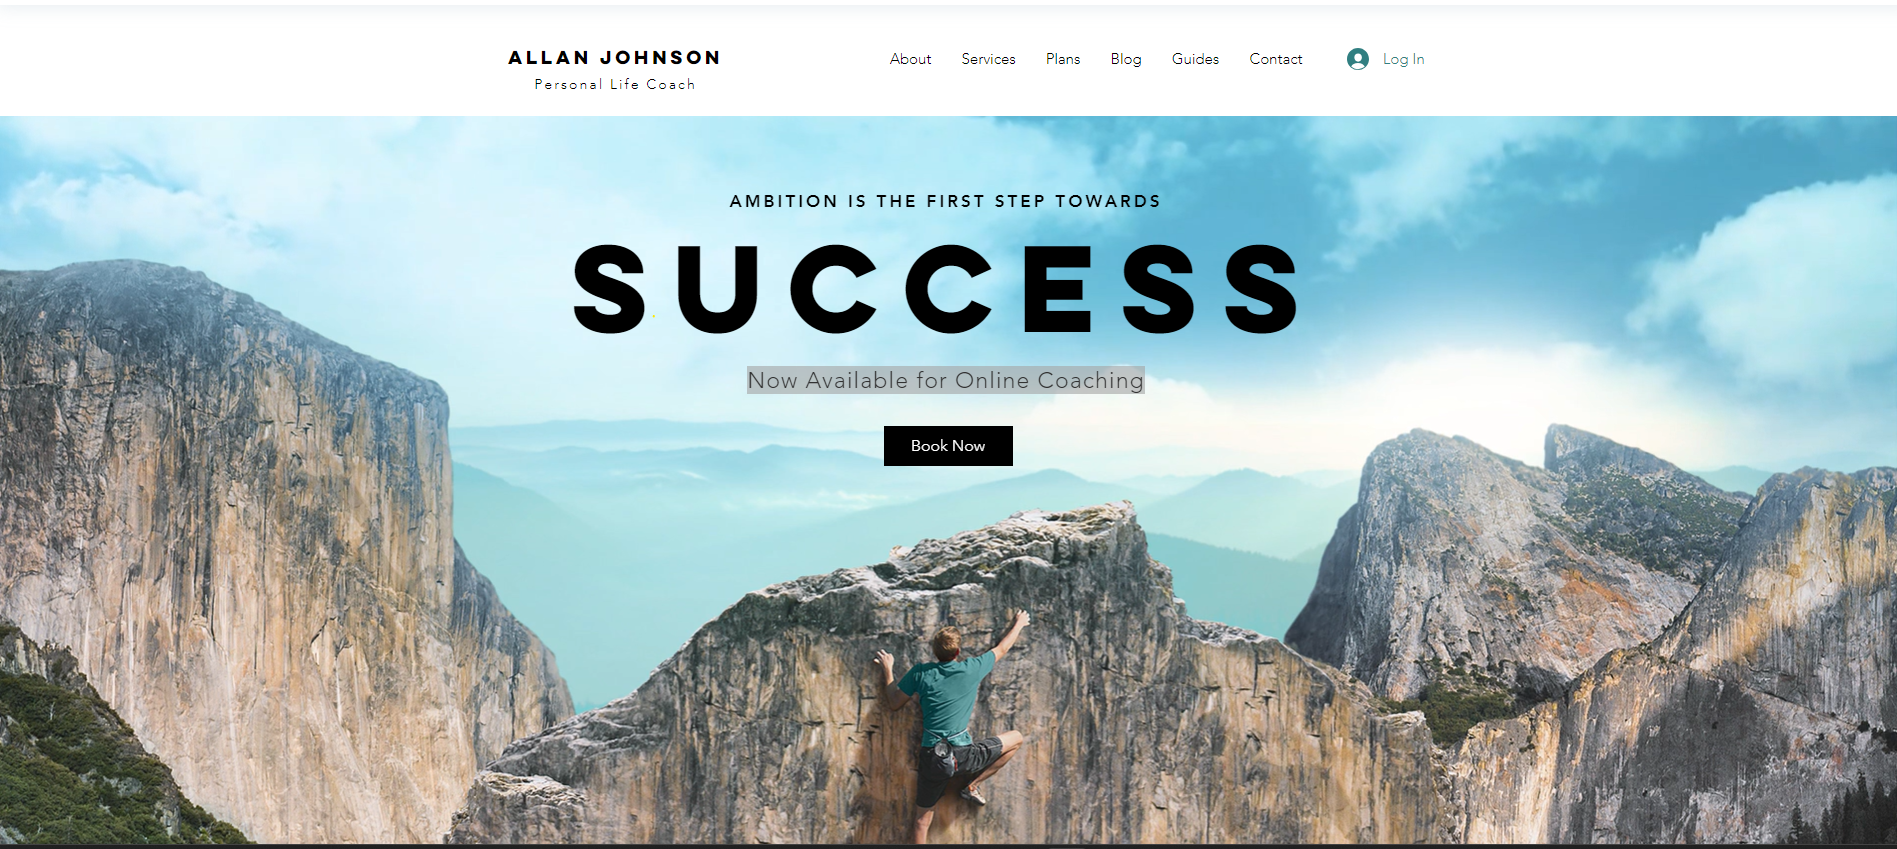 ALLAN JOHNSON
Personal Life Coach
About Services Plans Blog Guides Contact Log In
AMBITION IS THE FIRST STEP TOWARDS
SUCCESS
Now Available for Online Coaching
Book Now